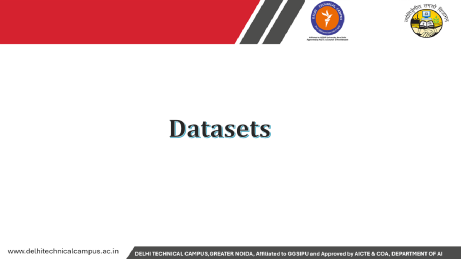 Datasets
www.delhitechnicalcampus.ac.in
DELHI TECHNICAL CAMPUS,GREATER NOIDA, Affiliated to GGSIPU and Approved by AICTE & COA, DEPARTMENT OF AI